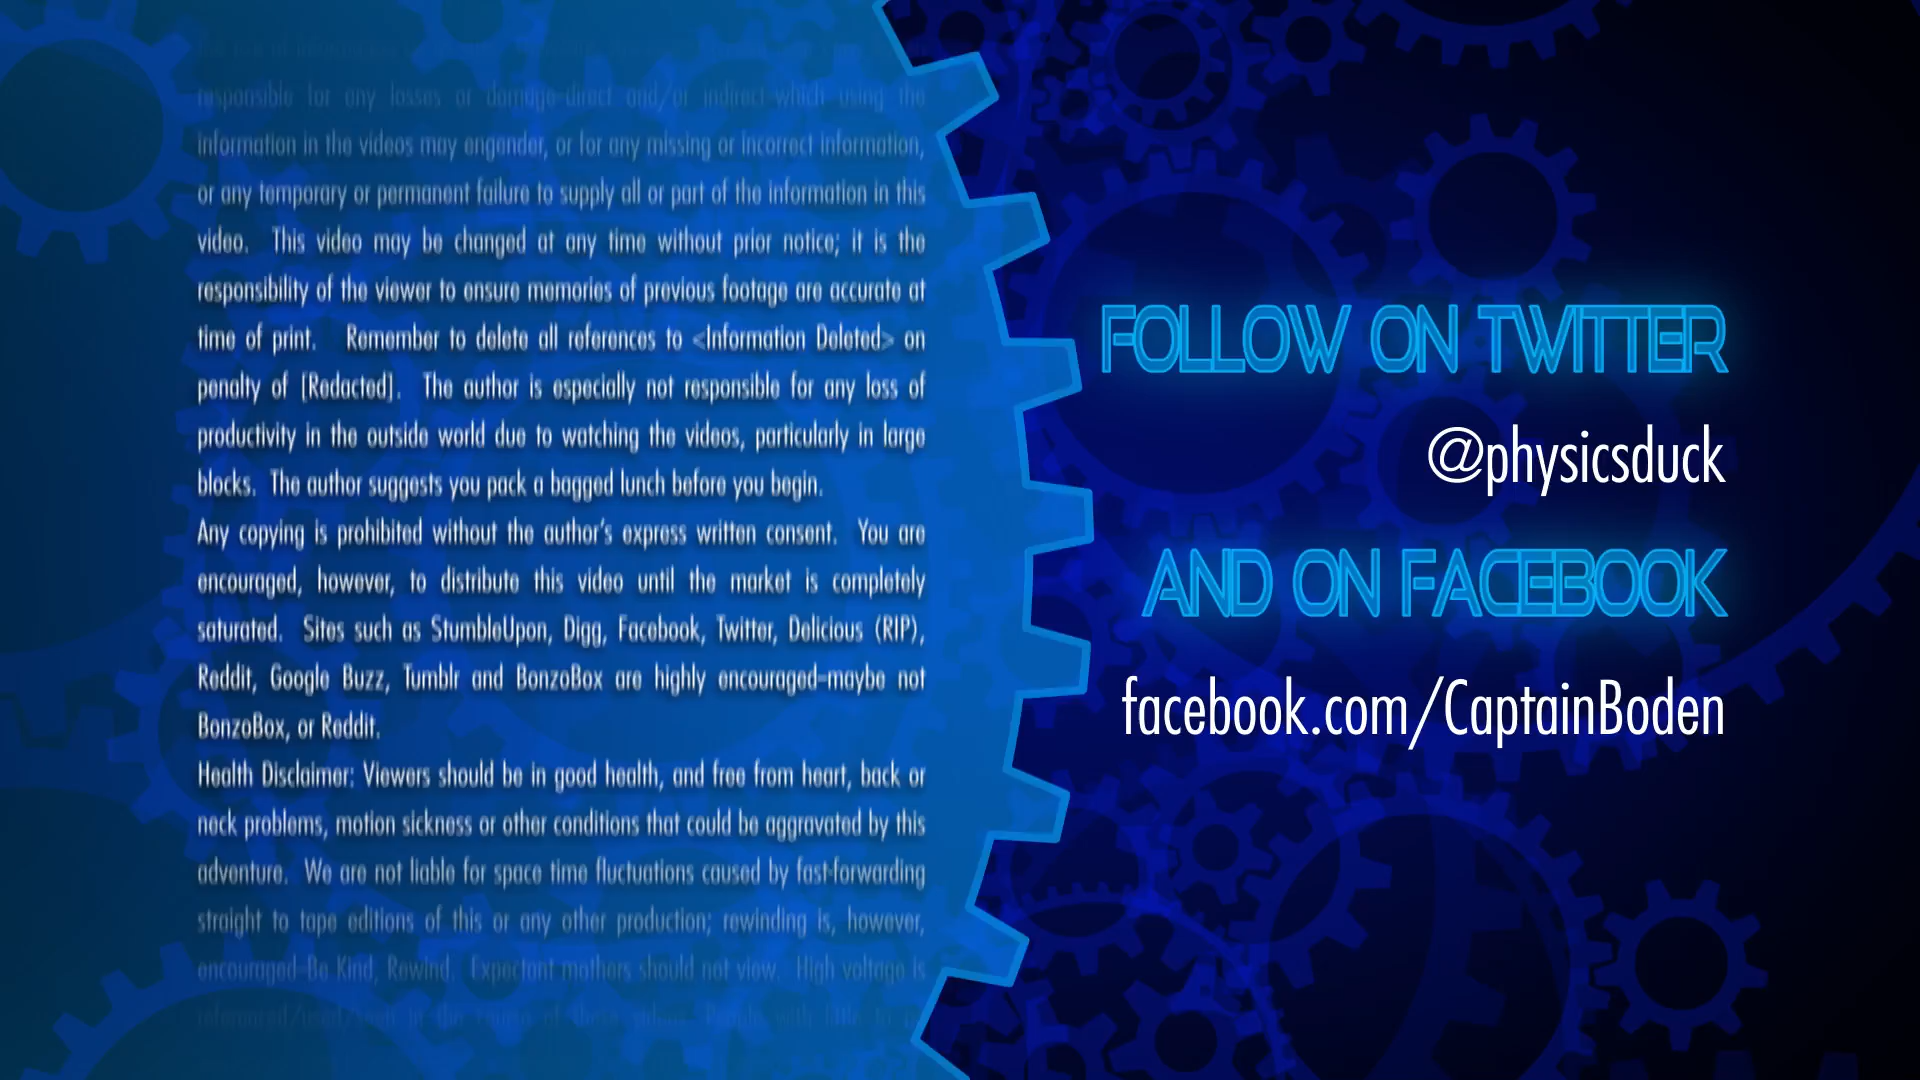 responsible for any losses or damage–direct and/or indirect–which using the
information in the videos may engender, or for any missing or incorrect information,
or any temporary or permanent failure to supply all or part of the information in this
video. This video may be changed at any time without prior notice; it is the
responsibility of the viewer to ensure memories of previous footage are accurate at
time of print. Remember to delete all references to <Information Deleted> on
penalty of [Redacted]. The author is especially not responsible for any loss of
productivity in the outside world due to watching the videos, particularly in large
blocks. The author suggests you pack a bagged lunch before you begin.
Any copying is prohibited without the author's express written consent. You are
encouraged, however, to distribute this video until the market is completely
saturated. Sites such as StumbleUpon, Digg, Facebook, Twitter, Delicious (RIP),
Reddit, Google Buzz, Tumblr and BonzoBox are highly encouraged–maybe not
BonzoBox, or Reddit.
Health Disclaimer: Viewers should be in good health, and free from heart, back or
neck problems, motion sickness or other conditions that could be aggravated by this
adventure. We are not liable for space time fluctuations caused by fast-forwarding
straight to tape editions of this or any other production; rewinding is, however,
encouraged–Be Kind, Rewind. Expectant mothers should not view. High voltage is
FOLLOW ON TWITTER
@physicsduck
AND ON FACEBOOK
facebook.com/CaptainBoden